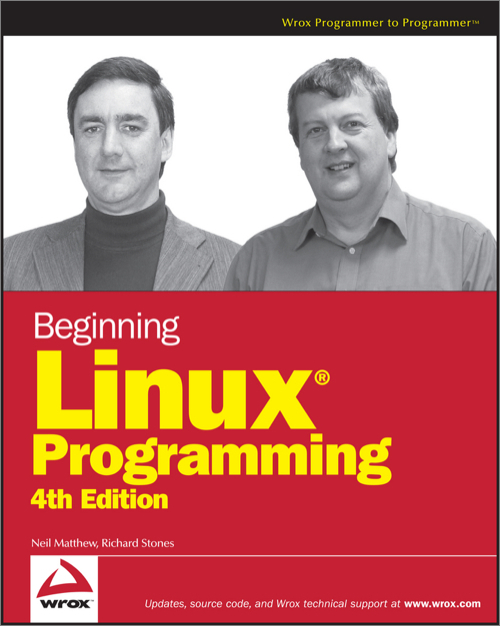 Wrox Programmer to Programmer™
Beginning
Linux®
Programming
4th Edition
Neil Matthew, Richard Stones
wrox™
Updates, source code, and Wrox technical support at www.wrox.com